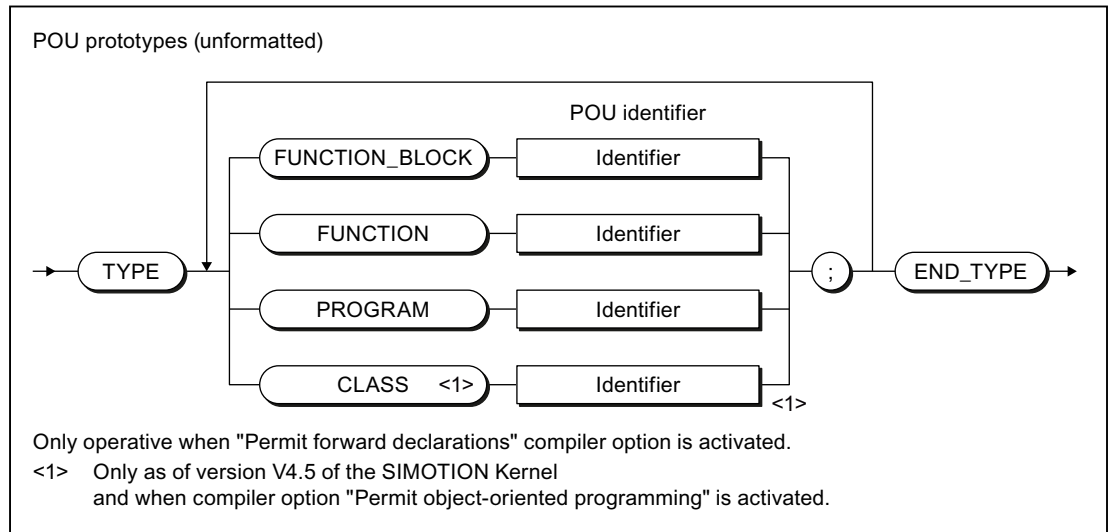 POU prototypes (unformatted)
POU identifier
FUNCTION_BLOCK Identifier
FUNCTION Identifier
TYPE ; END_TYPE
PROGRAM Identifier
CLASS <1> Identifier
<1>
Only operative when "Permit forward declarations" compiler option is activated.
<1> Only as of version V4.5 of the SIMOTION Kernel
and when compiler option "Permit object-oriented programming" is activated.